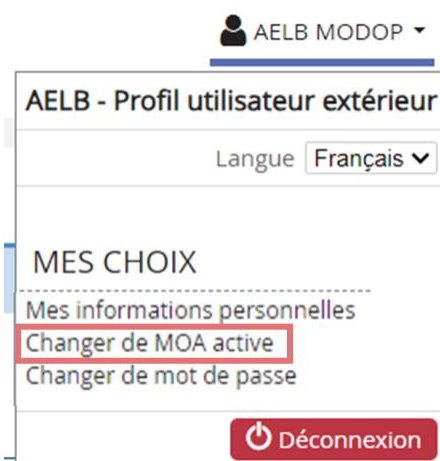 AELB MODOP
AELB - Profil utilisateur extérieur
Langue Français
MES CHOIX
Mes informations personnelles
Changer de MOA active
Changer de mot de passe
Déconnexion